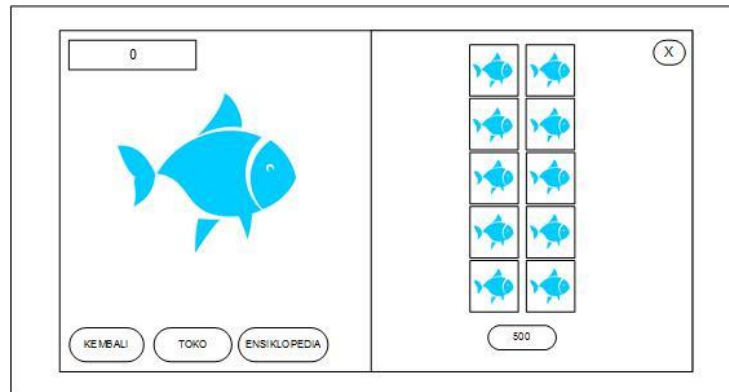 0
X
KEMBALI
TOKO
ENSIKLOPEDIA
500